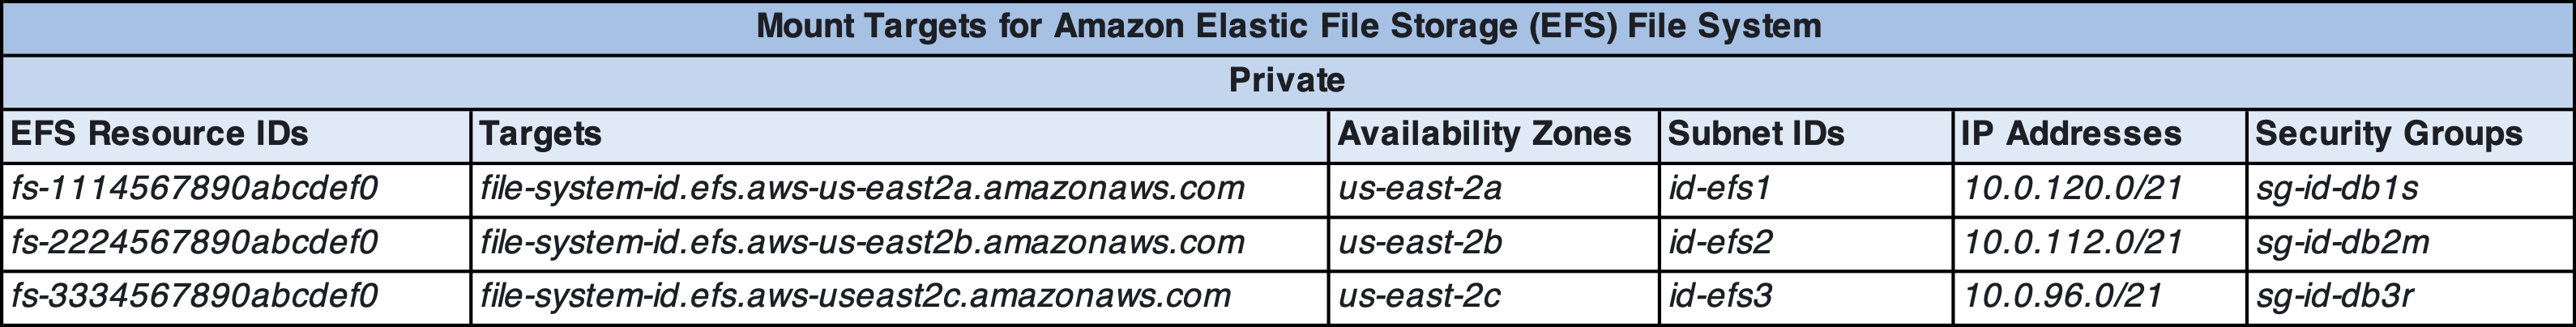 Mount Targets for Amazon Elastic File Storage (EFS) File System
Private
EFS Resource IDs Targets Availability Zones Subnet IDs IP Addresses Security Groups
fs-1114567890abcdef0 file-system-id.efs.aws-us-east2a.amazonaws.com us-east-2a id-efs1 10.0.120.0/21 sg-id-db1s
fs-2224567890abcdef0 file-system-id.efs.aws-us-east2b.amazonaws.com us-east-2b id-efs2 10.0.112.0/21 sg-id-db2m
fs-3334567890abcdef0 file-system-id.efs.aws-useast2c.amazonaws.com us-east-2c id-efs3 10.0.96.0/21 sg-id-db3r